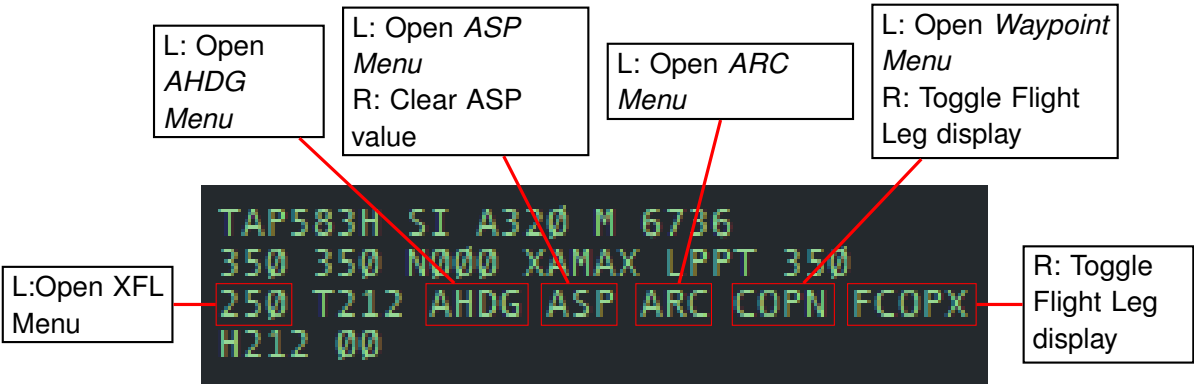 L: Open
AHDG
Menu
L: Open ASP
Menu
R: Clear ASP
value
L: Open ARC
Menu
L: Open Waypoint
Menu
R: Toggle Flight
Leg display
TAP583H SI A320 M 6736
350 350 N000 XAMAX LPPT 350
L:Open XFL
Menu
250 T212 AHDG ASP ARC COPN FCOPX
R: Toggle
Flight Leg
display
H212 00